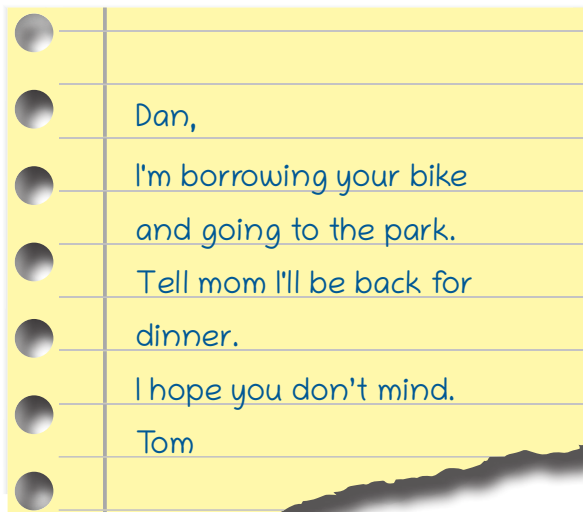 Dan,
I'm borrowing your bike
and going to the park.
Tell mom I'll be back for
dinner.
I hope you don't mind.
Tom